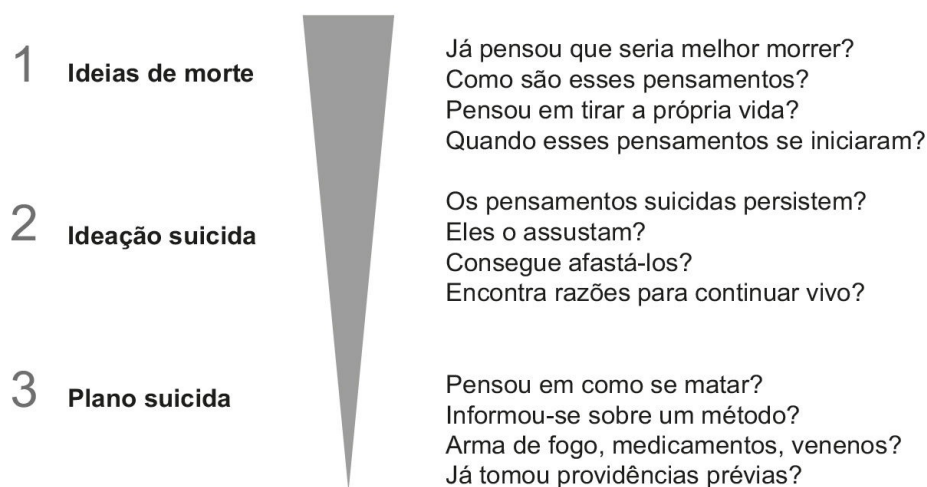 1 Ideias de morte
Já pensou que seria melhor morrer?
Como são esses pensamentos?
Pensou em tirar a própria vida?
Quando esses pensamentos se iniciaram?
2 Ideação suicida
Os pensamentos suicidas persistem?
Eles o assustam?
Consegue afastá-los?
Encontra razões para continuar vivo?
3 Plano suicida
Pensou em como se matar?
Informou-se sobre um método?
Arma de fogo, medicamentos, venenos?
Já tomou providências prévias?